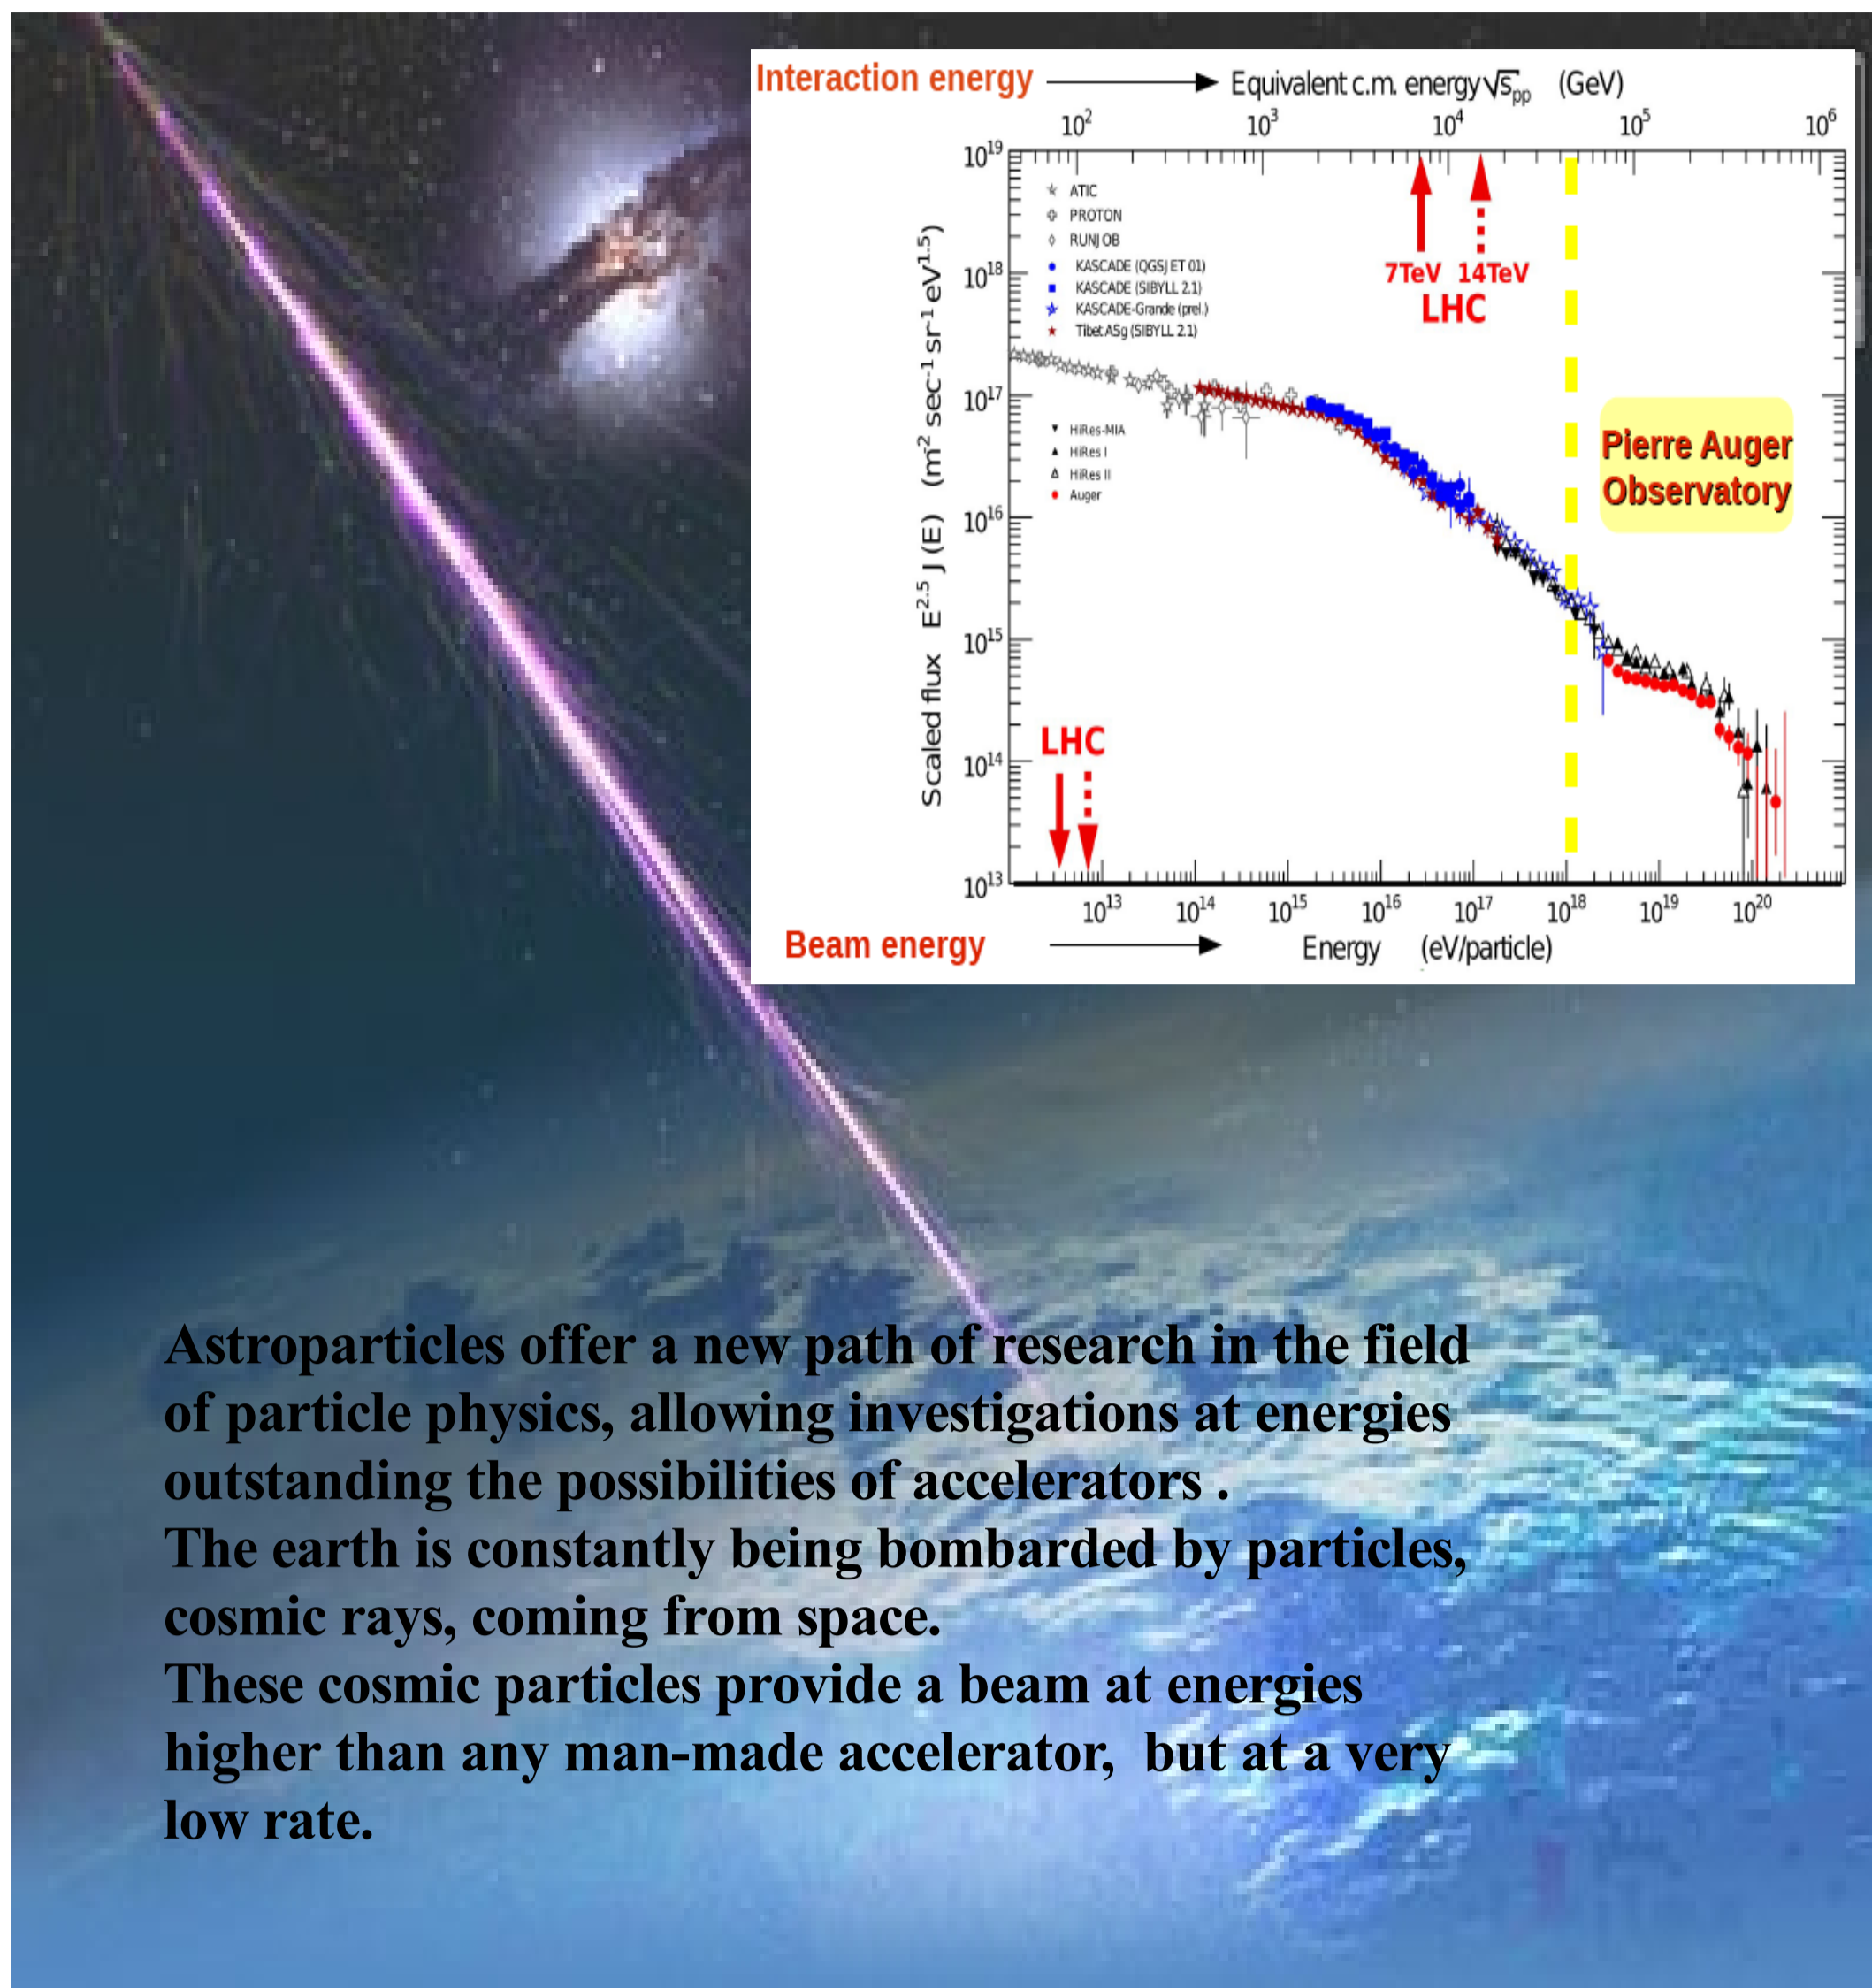 Interaction energy Equivalent c.m. energy √s_pp (GeV)
10² 10³ 10⁴ 10⁵ 10⁶
10¹⁹
ATIC
PROTON
RUNJOB
KASCADE (QGSJET 01)
KASCADE (SIBYLL 2.1)
KASCADE-Grande (prel.)
Tibet ASg (SIBYLL 2.1)
7TeV 14TeV
LHC
10¹⁸
Scaled flux E²·⁵ J (E) (m² sec⁻¹ sr⁻¹ eV¹·⁵)
10¹⁷
HiRes-MIA
HiRes I
HiRes II
Auger
Pierre Auger
Observatory
10¹⁶
10¹⁵
LHC
10¹⁴
10¹³
10¹³ 10¹⁴ 10¹⁵ 10¹⁶ 10¹⁷ 10¹⁸ 10¹⁹ 10²⁰
Beam energy Energy (eV/particle)
Astroparticles offer a new path of research in the field
of particle physics, allowing investigations at energies
outstanding the possibilities of accelerators .
The earth is constantly being bombarded by particles,
cosmic rays, coming from space.
These cosmic particles provide a beam at energies
higher than any man-made accelerator, but at a very
low rate.